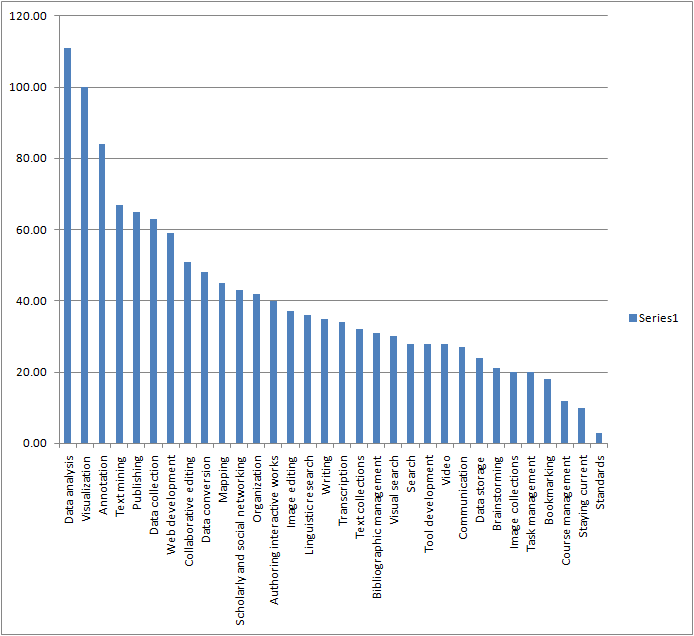 120.00
100.00
80.00
60.00
40.00
20.00
0.00
Series1
Data analysis
Visualization
Annotation
Text mining
Publishing
Data collection
Web development
Collaborative editing
Data conversion
Mapping
Scholarly and social networking
Organization
Authoring interactive works
Image editing
Linguistic research
Writing
Transcription
Text collections
Bibliographic management
Visual search
Search
Tool development
Video
Communication
Data storage
Brainstorming
Image collections
Task management
Bookmarking
Course management
Staying current
Standards